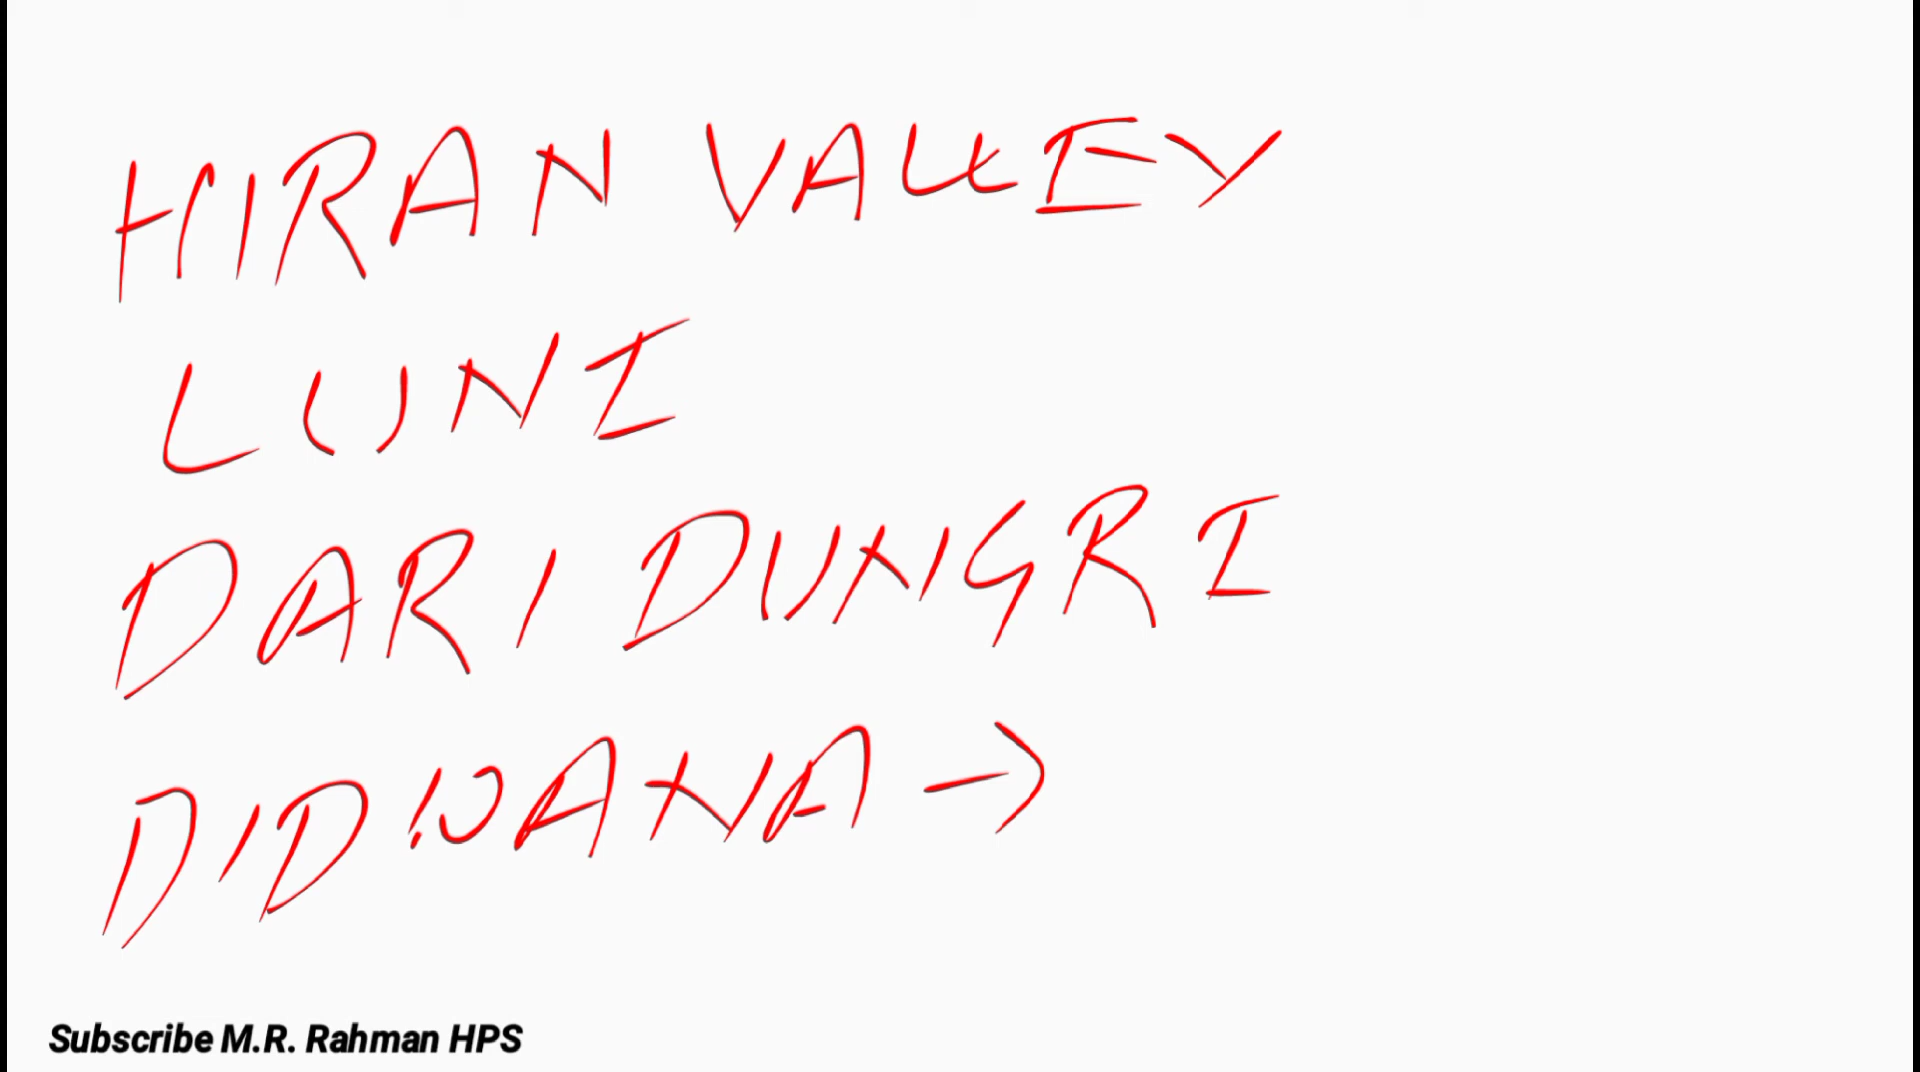 HIRAN VALLEY
LUNI
DARI DUNGRI
DIDWANA →
Subscribe M.R. Rahman HPS